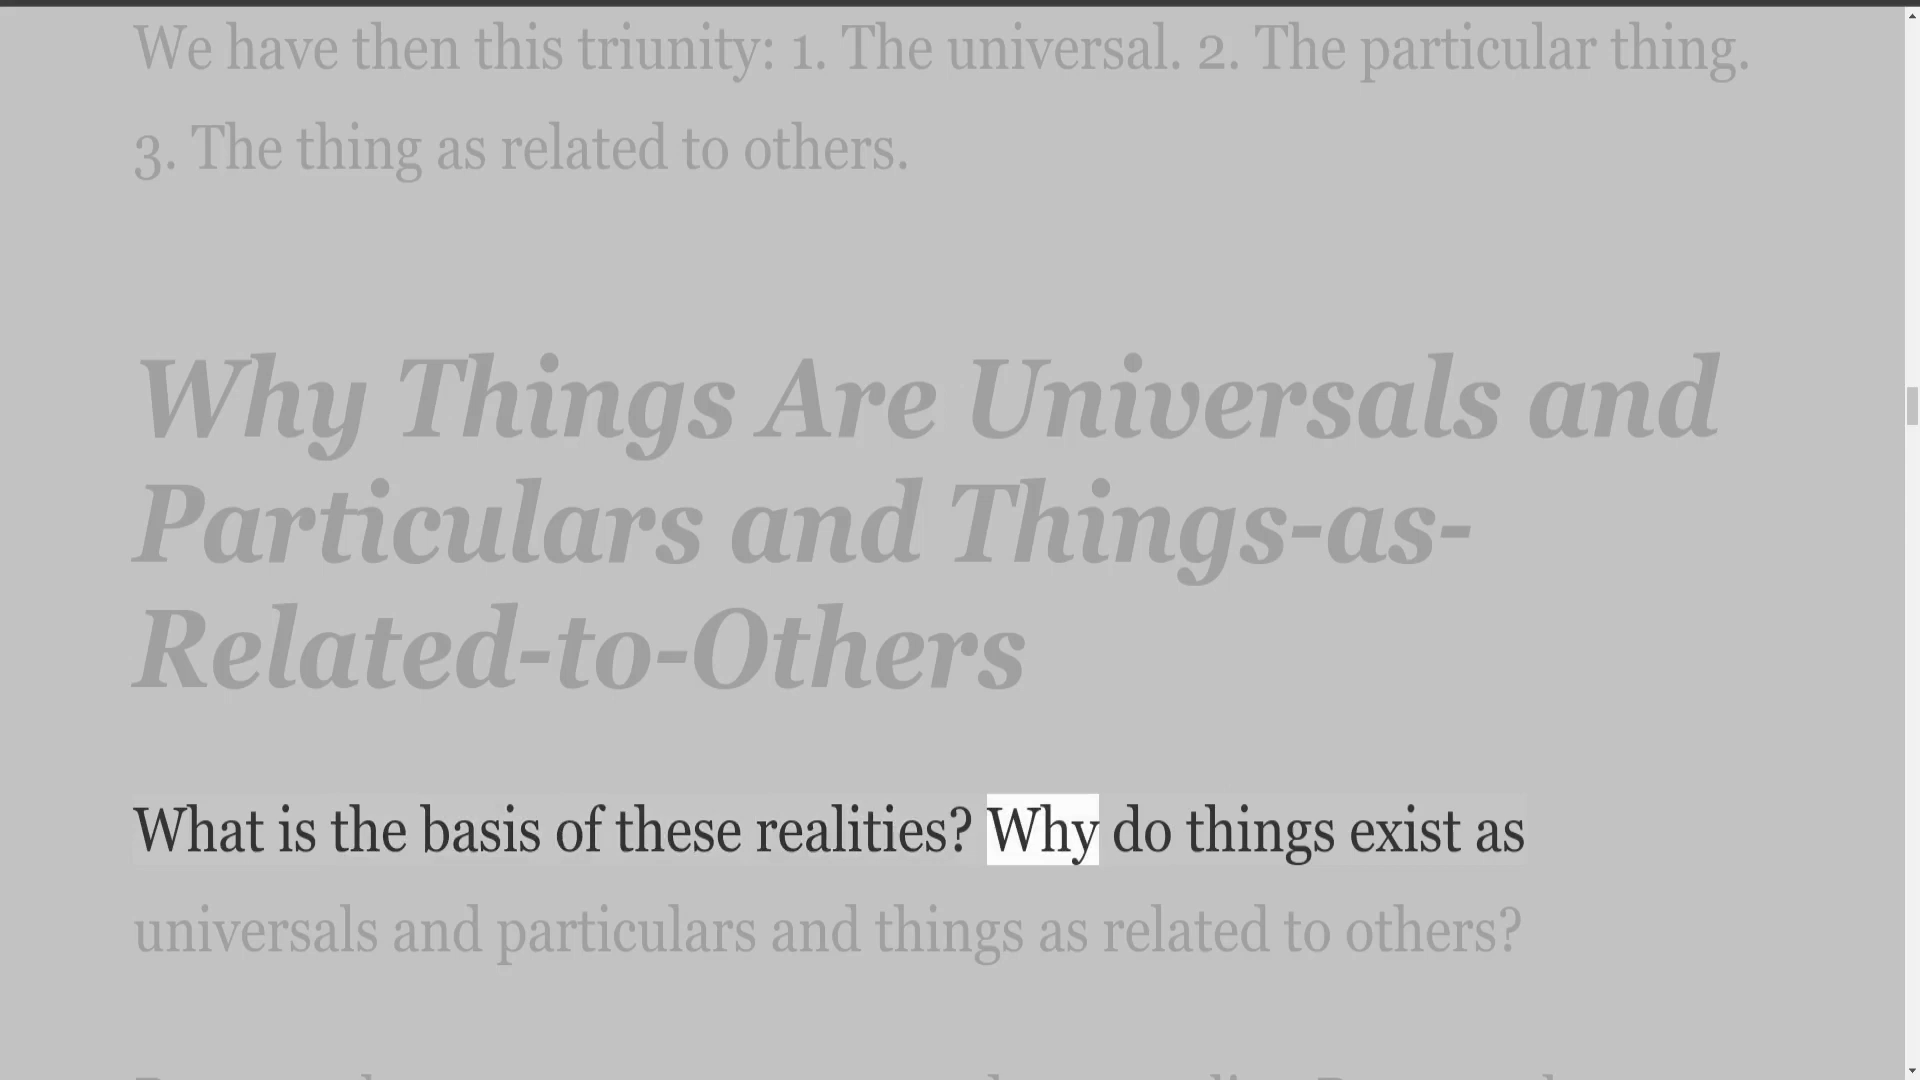 We have then this triunity: 1. The universal. 2. The particular thing.
3. The thing as related to others.
Why Things Are Universals and
Particulars and Things-as-
Related-to-Others
What is the basis of these realities? Why do things exist as
universals and particulars and things as related to others?